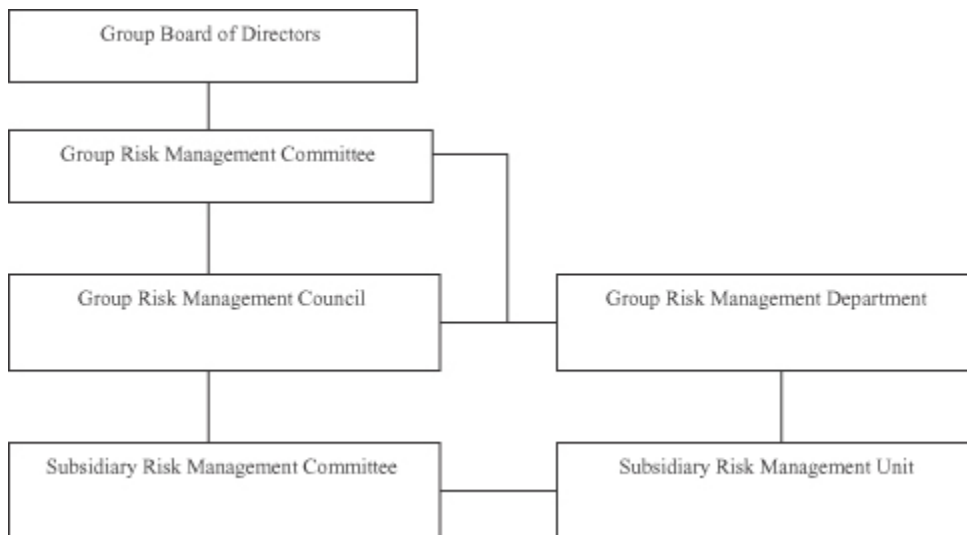 Group Board of Directors
Group Risk Management Committee
Group Risk Management Council
Group Risk Management Department
Subsidiary Risk Management Committee
Subsidiary Risk Management Unit